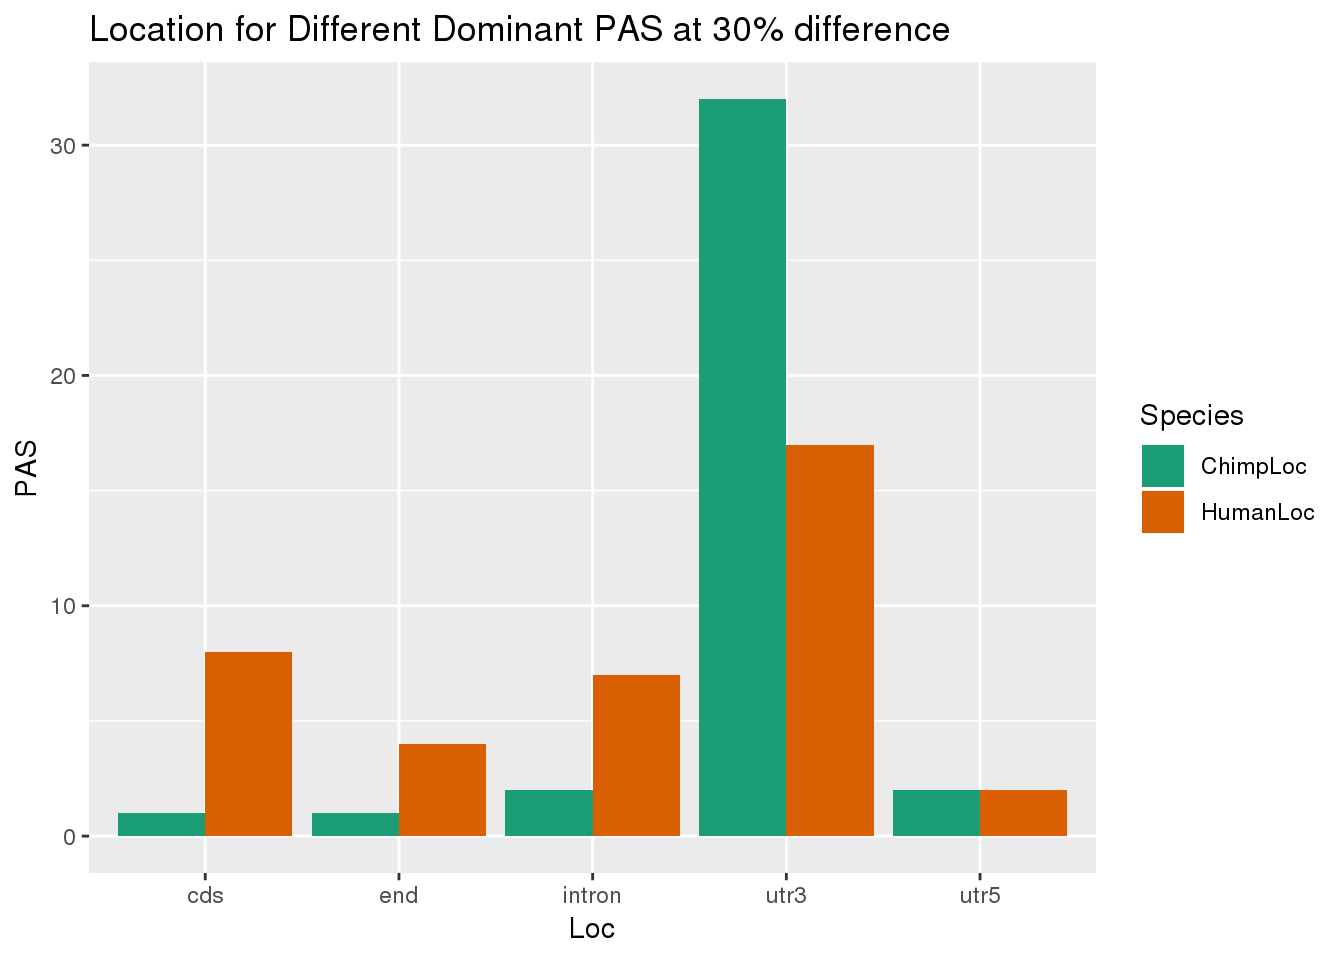 Location for Different Dominant PAS at 30% difference
30
20
10
0
PAS
cds end intron utr3 utr5
Loc
Species
ChimpLoc
HumanLoc